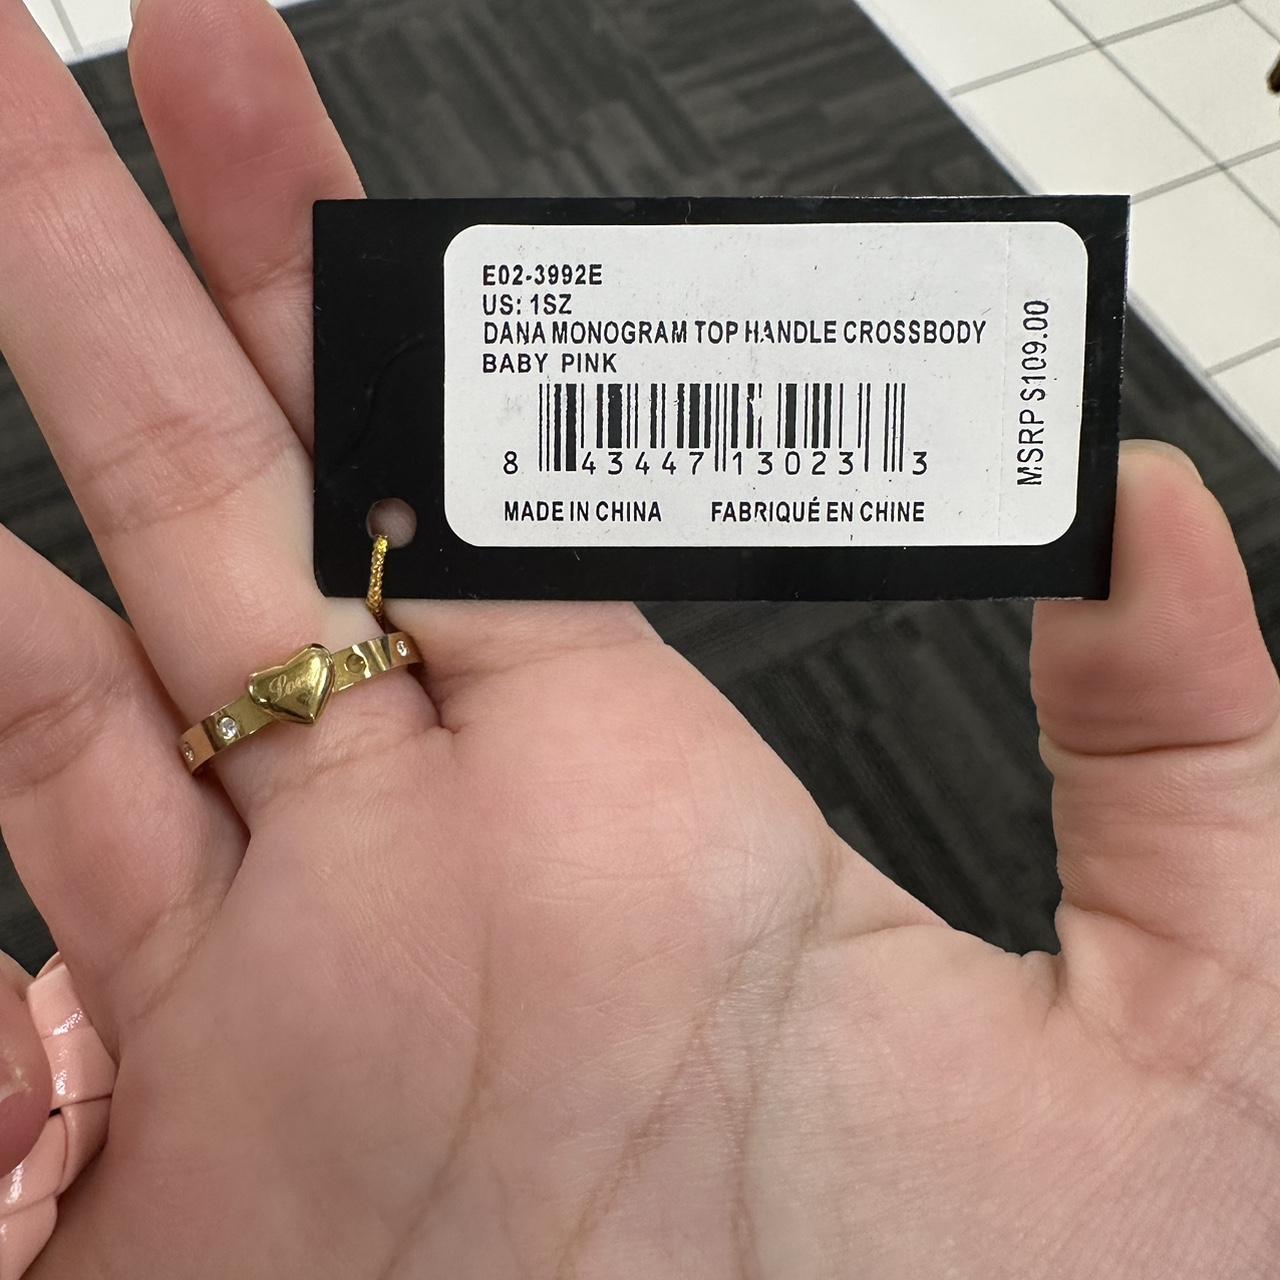 E02-3992E
US: 1SZ
DANA MONOGRAM TOP HANDLE CROSSBODY
BABY PINK
8 43447 13023 3
MADE IN CHINA FABRIQUÉ EN CHINE
MSRP $109.00
Love